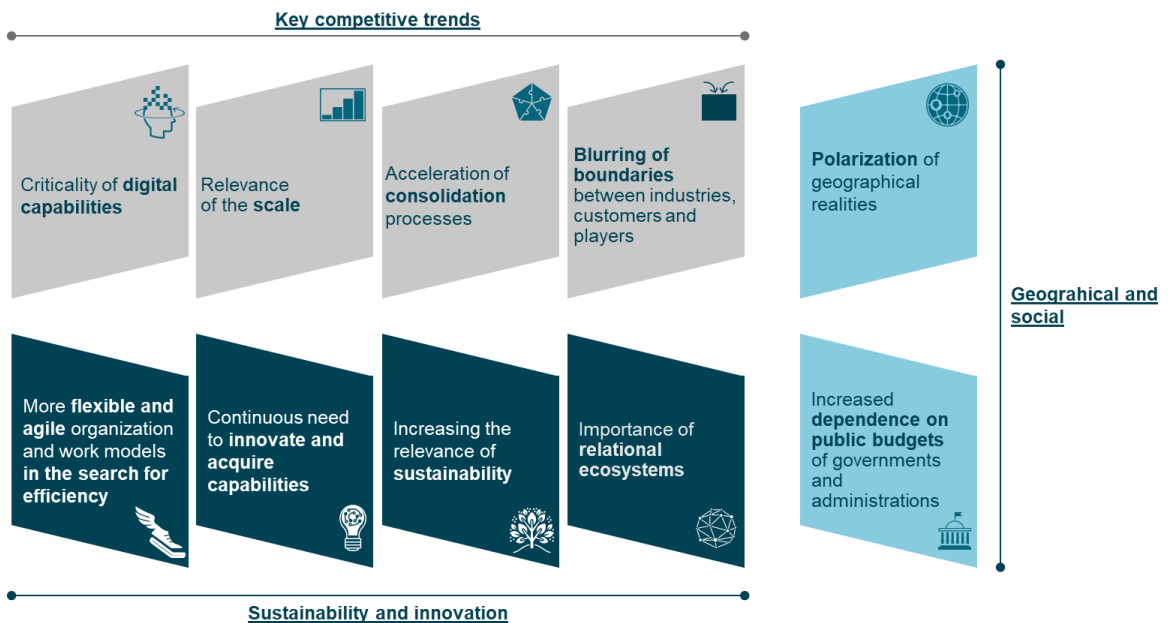 Key competitive trends
Criticality of digital
capabilities
Relevance
of the scale
Acceleration of
consolidation
processes
Blurring of
boundaries
between industries,
customers and
players
Polarization of
geographical
realities
Geograhical and
social
More flexible and
agile organization
and work models
in the search for
efficiency
Continuous need
to innovate and
acquire
capabilities
Increasing the
relevance of
sustainability
Importance of
relational
ecosystems
Increased
dependence on
public budgets
of governments
and
administrations
Sustainability and innovation